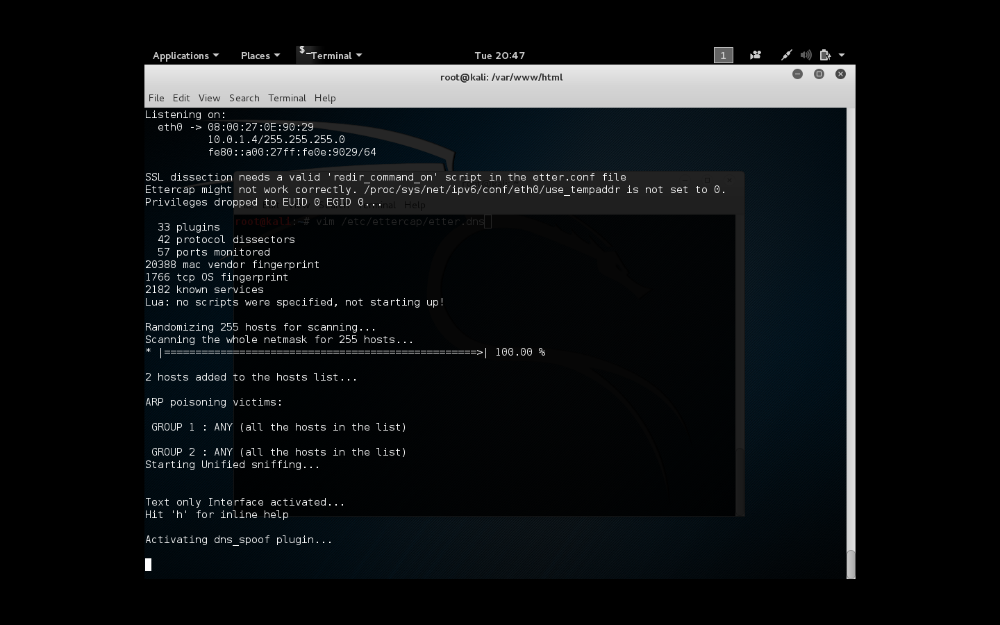 Applications Places $_Terminal Tue 20:47 1
root@kali: /var/www/html
File Edit View Search Terminal Help
Listening on:
eth0 -> 08:00:27:0E:90:29
10.0.1.4/255.255.255.0
fe80::a00:27ff:fe0e:9029/64
SSL dissection needs a valid 'redir_command_on' script in the etter.conf file
Ettercap might not work correctly. /proc/sys/net/ipv6/conf/eth0/use_tempaddr is not set to 0.
Privileges dropped to EUID 0 EGID 0...
Help
33 plugins
root@kali:~# vim /etc/ettercap/etter.dns
42 protocol dissectors
57 ports monitored
20388 mac vendor fingerprint
1766 tcp OS fingerprint
2182 known services
Lua: no scripts were specified, not starting up!
Randomizing 255 hosts for scanning...
Scanning the whole netmask for 255 hosts...
* |==================================================>| 100.00 %
2 hosts added to the hosts list...
ARP poisoning victims:
GROUP 1 : ANY (all the hosts in the list)
GROUP 2 : ANY (all the hosts in the list)
Starting Unified sniffing...
Text only Interface activated...
Hit 'h' for inline help
Activating dns_spoof plugin...